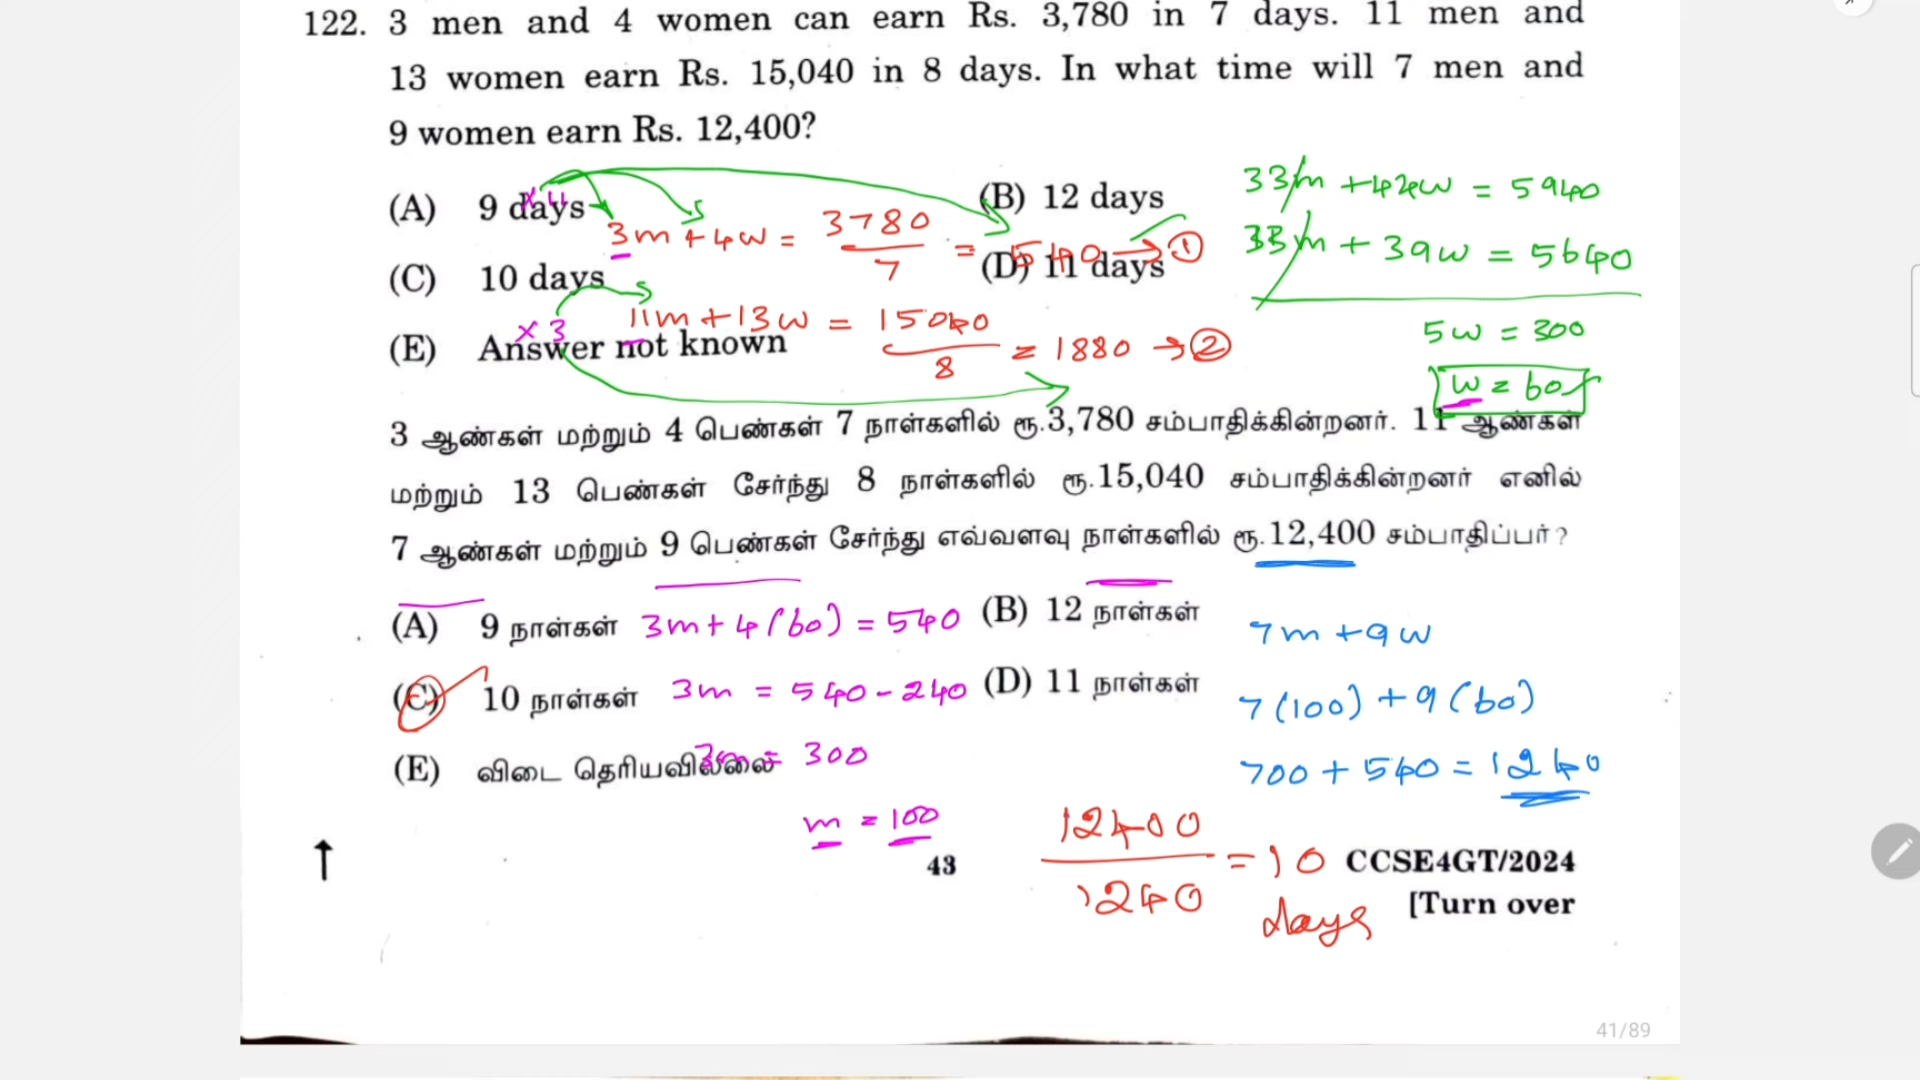 122. 3 men and 4 women can earn Rs. 3,780 in 7 days. 11 men and
13 women earn Rs. 15,040 in 8 days. In what time will 7 men and
9 women earn Rs. 12,400?
(A) 9 days
(B) 12 days
(C) 10 days
(D) 11 days
(E) Answer not known
×11
3m + 4w = 3780/7 = 540 → ①
×3
11m + 13w = 15040/8 = 1880 → ②
33m + 44w = 5940
33m + 39w = 5640
5w = 300
w = 60
3 ஆண்கள் மற்றும் 4 பெண்கள் 7 நாள்களில் ரூ.3,780 சம்பாதிக்கின்றனர். 11 ஆண்கள்
மற்றும் 13 பெண்கள் சேர்ந்து 8 நாள்களில் ரூ.15,040 சம்பாதிக்கின்றனர் எனில்
7 ஆண்கள் மற்றும் 9 பெண்கள் சேர்ந்து எவ்வளவு நாள்களில் ரூ.12,400 சம்பாதிப்பர்?
(A) 9 நாள்கள்
(B) 12 நாள்கள்
(C) 10 நாள்கள்
(D) 11 நாள்கள்
(E) விடை தெரியவில்லை
3m + 4(60) = 540
3m = 540 - 240
3m = 300
m = 100
7m + 9w
7(100) + 9(60)
700 + 540 = 1240
12400/1240 = 10
days
43
CCSE4GT/2024
[Turn over
41/89